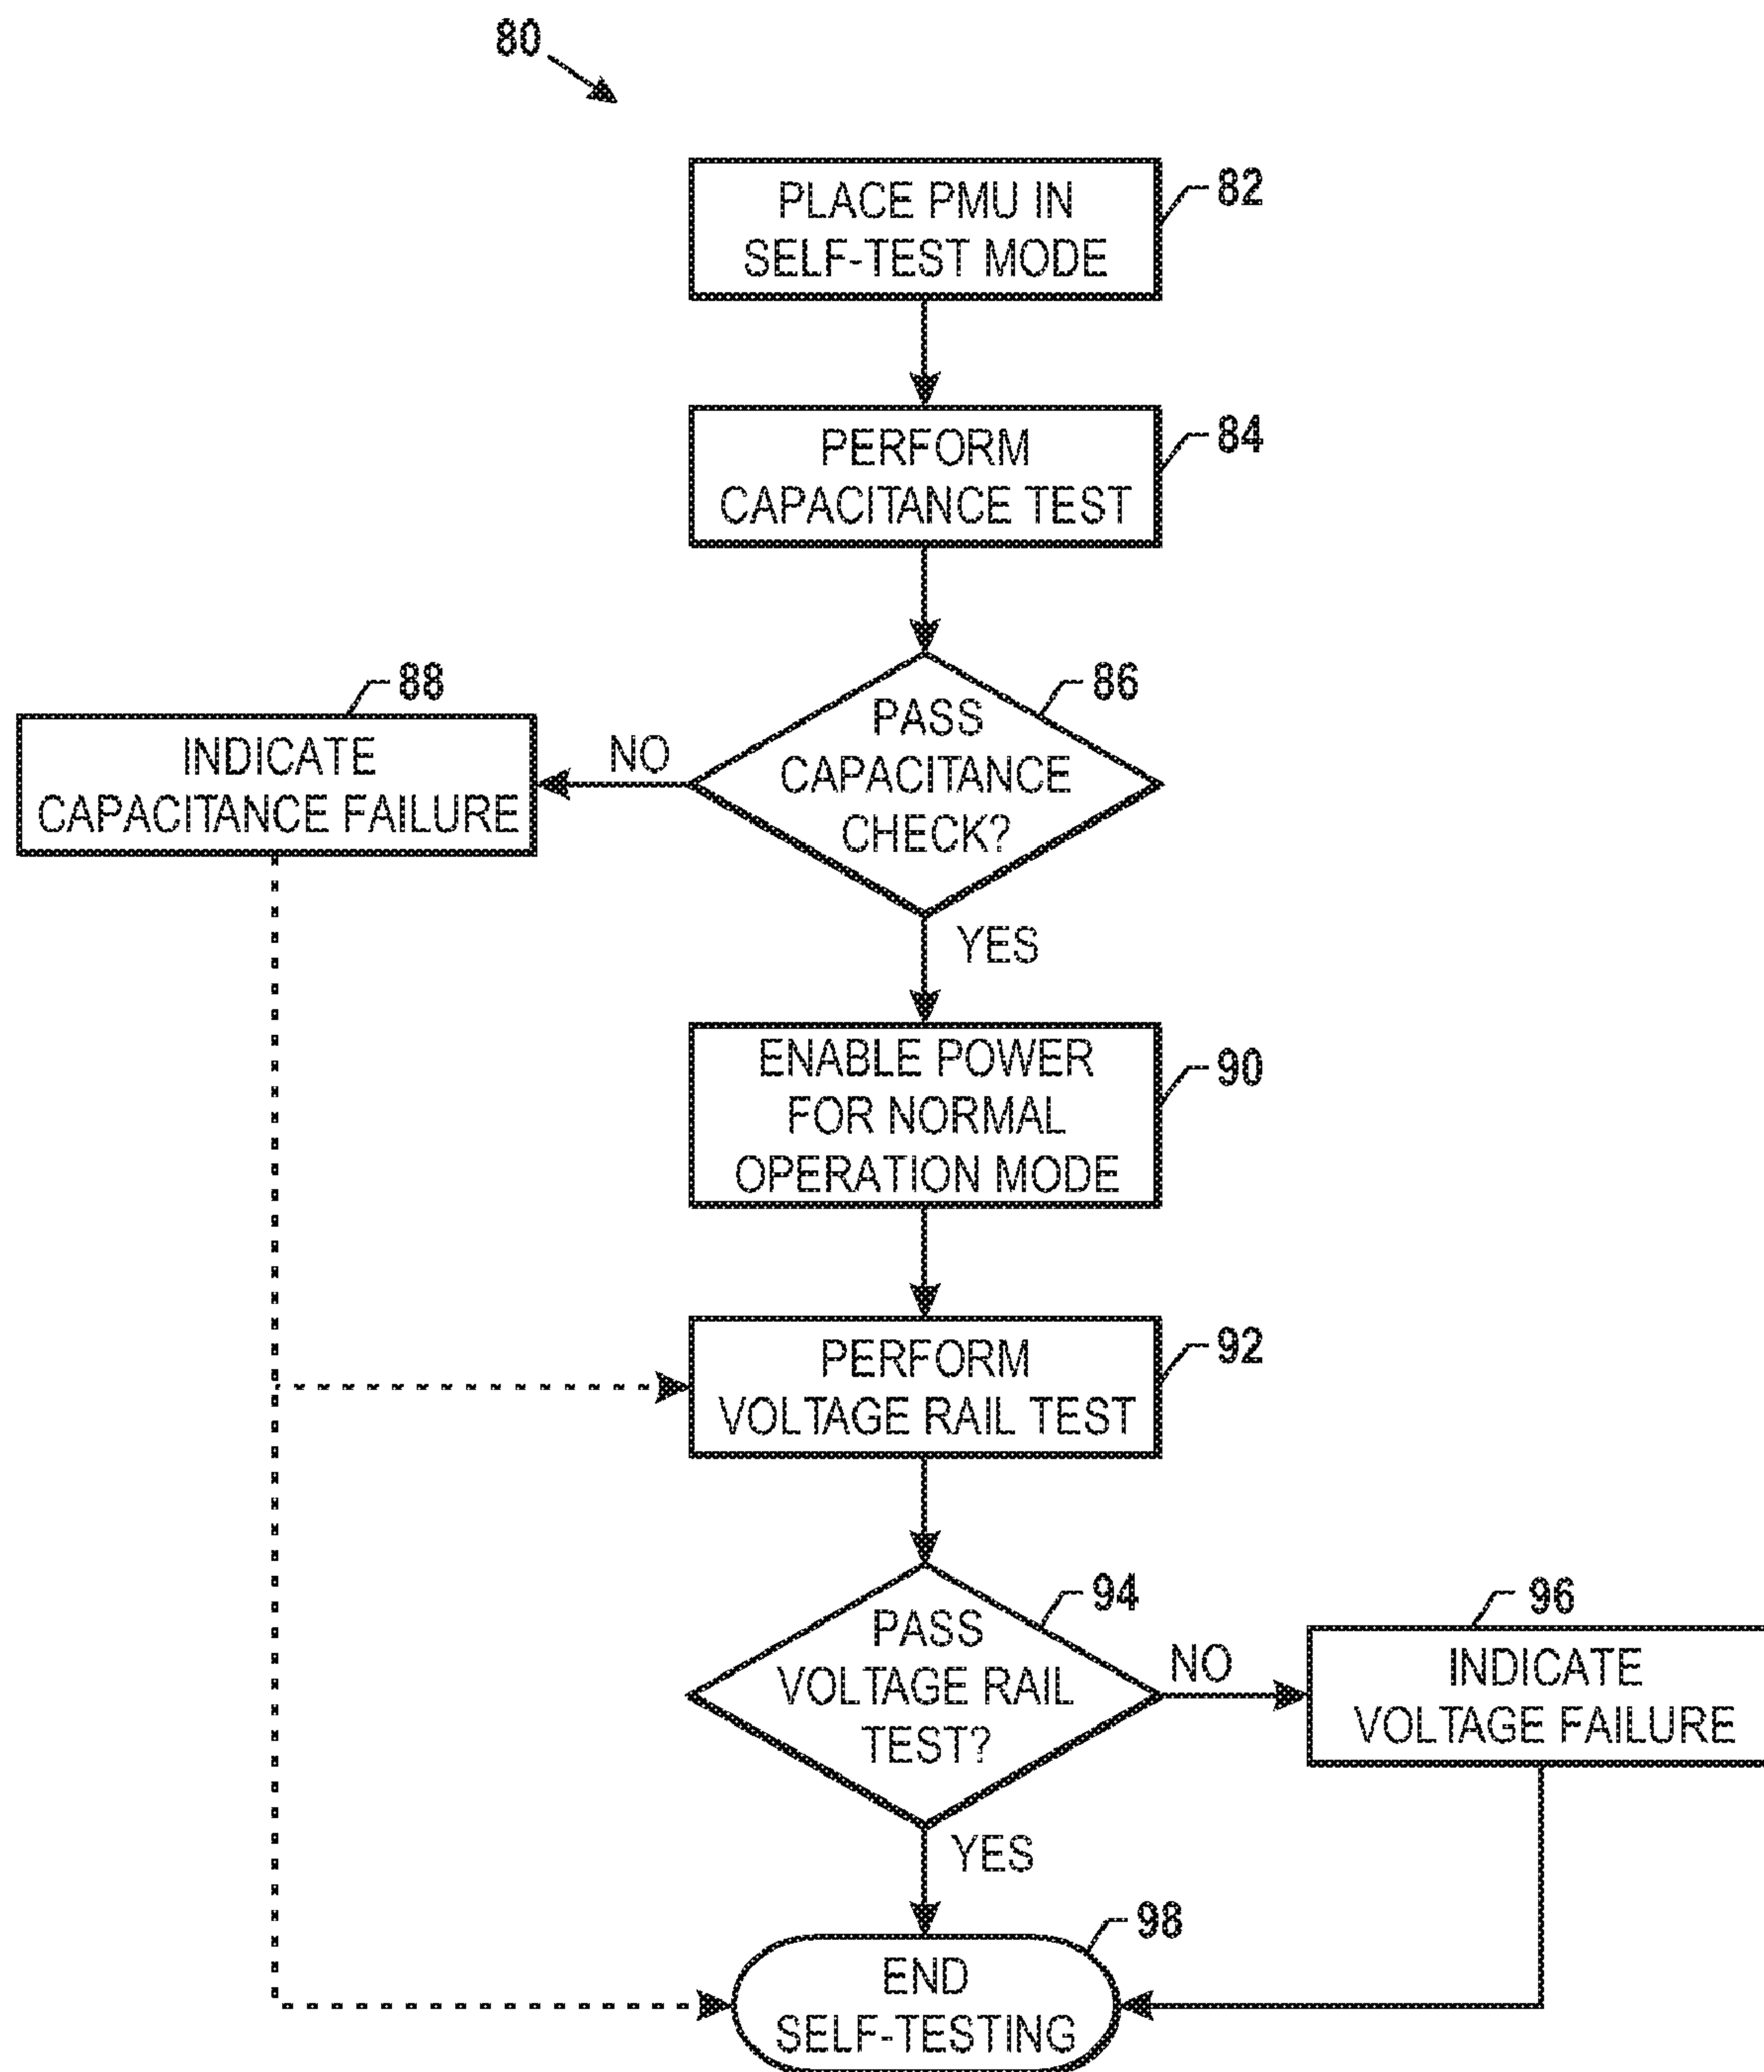 80
PLACE PMU IN
SELF-TEST MODE
82
PERFORM
CAPACITANCE TEST
84
PASS
CAPACITANCE
CHECK?
86
NO
INDICATE
CAPACITANCE FAILURE
88
YES
ENABLE POWER
FOR NORMAL
OPERATION MODE
90
PERFORM
VOLTAGE RAIL TEST
92
PASS
VOLTAGE RAIL
TEST?
94
NO
INDICATE
VOLTAGE FAILURE
96
YES
END
SELF-TESTING
98